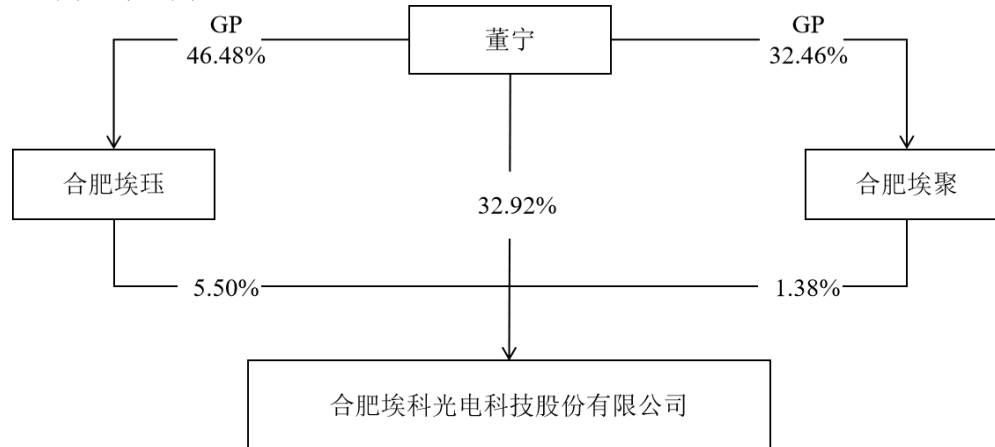 GP
董宁
GP
46.48%
32.46%
合肥埃珏
合肥埃聚
32.92%
5.50%
1.38%
合肥埃科光电科技股份有限公司